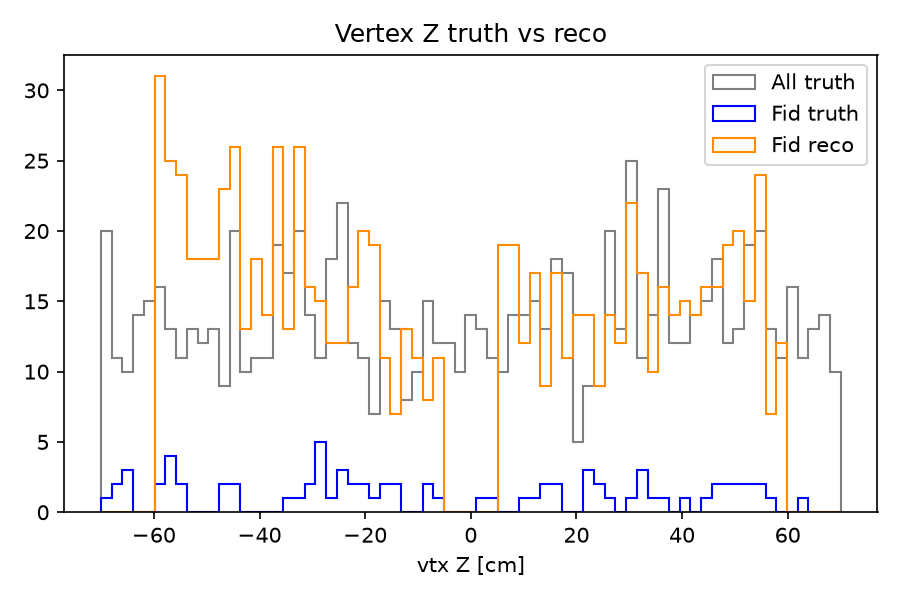 Vertex Z truth vs reco
All truth
Fid truth
Fid reco
30
25
20
15
10
5
0
−60 −40 −20 0 20 40 60
vtx Z [cm]